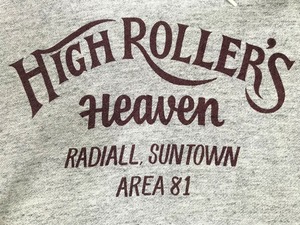 HIGH ROLLER'S
Heaven
RADIALL, SUNTOWN
AREA 81